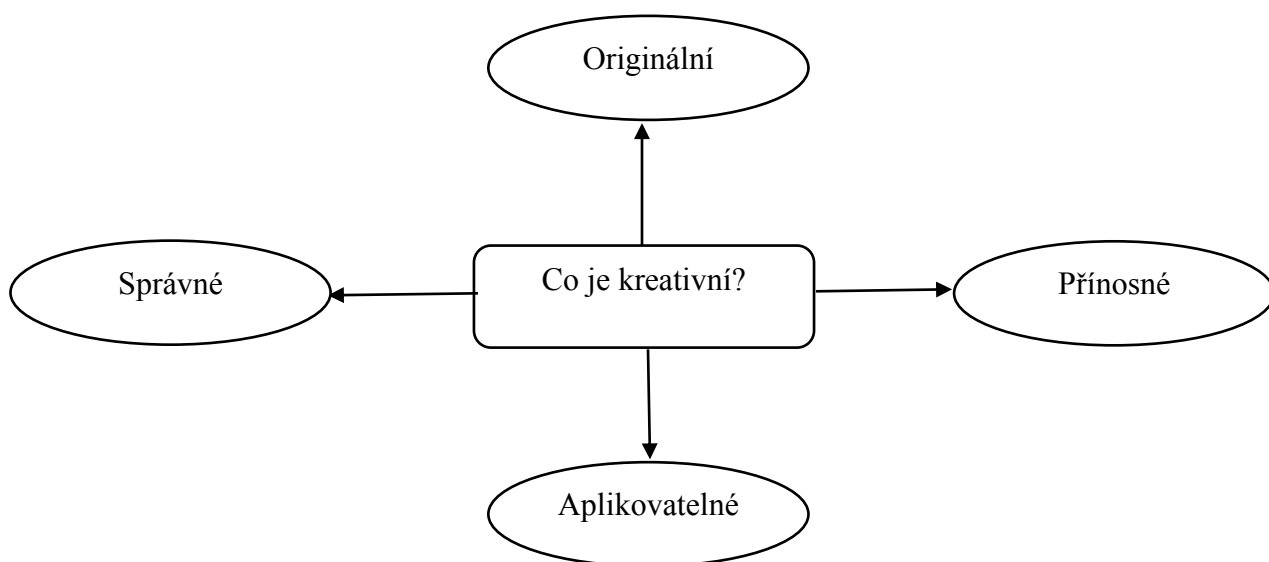 Originální
Správné
Co je kreativní?
Přínosné
Aplikovatelné